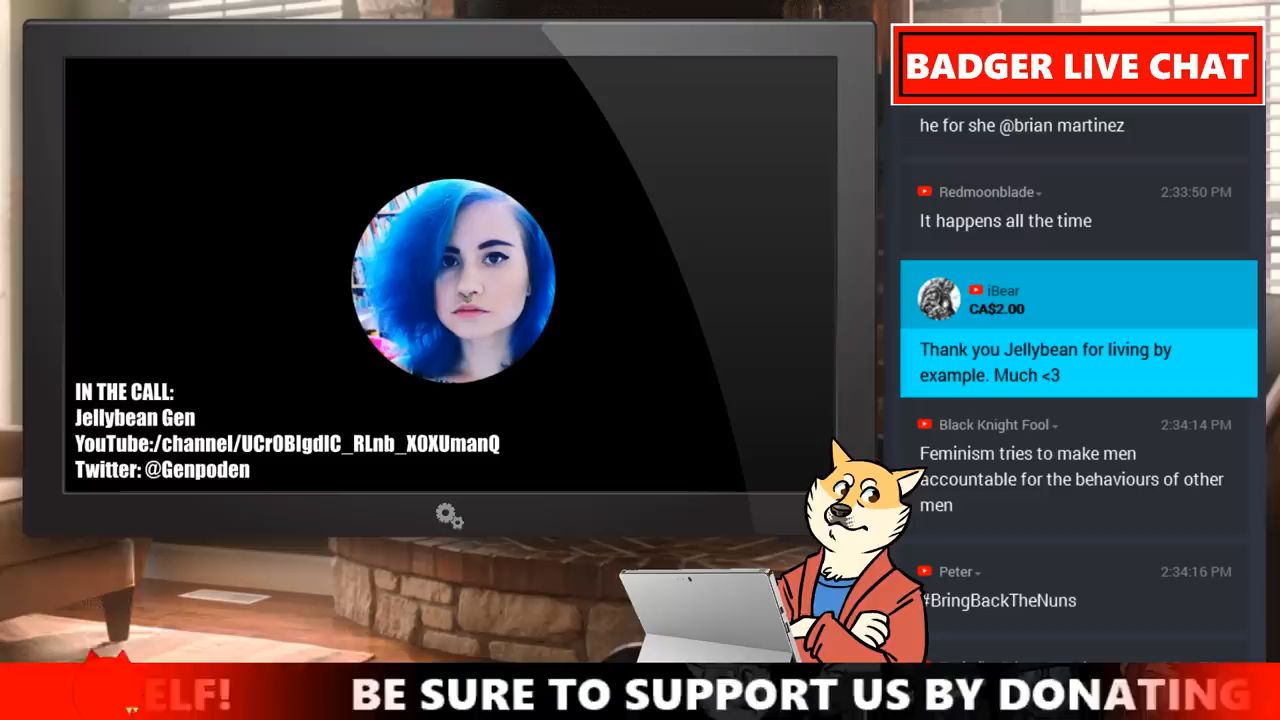 BADGER LIVE CHAT
he for she @brian martinez
Redmoonblade
2:33:50 PM
It happens all the time
iBear
CA$2.00
Thank you Jellybean for living by
example. Much <3
Black Knight Fool
2:34:14 PM
Feminism tries to make men
accountable for the behaviours of other
men
Peter
2:34:16 PM
#BringBackTheNuns
IN THE CALL:
Jellybean Gen
YouTube:/channel/UCrOBIgdIC_RLnb_XOXUmanQ
Twitter: @Genpoden
ELF! BE SURE TO SUPPORT US BY DONATING